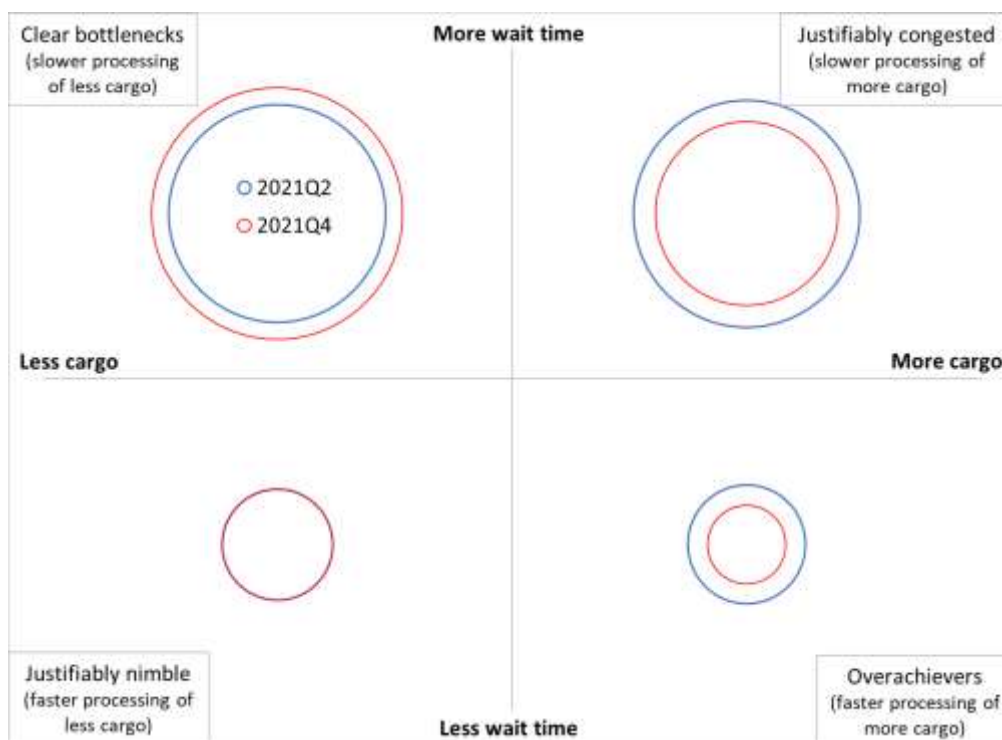 Clear bottlenecks
(slower processing
of less cargo)
More wait time
Justifiably congested
(slower processing of
more cargo)
2021Q2
2021Q4
Less cargo
More cargo
Justifiably nimble
(faster processing of
less cargo)
Less wait time
Overachievers
(faster processing of
more cargo)